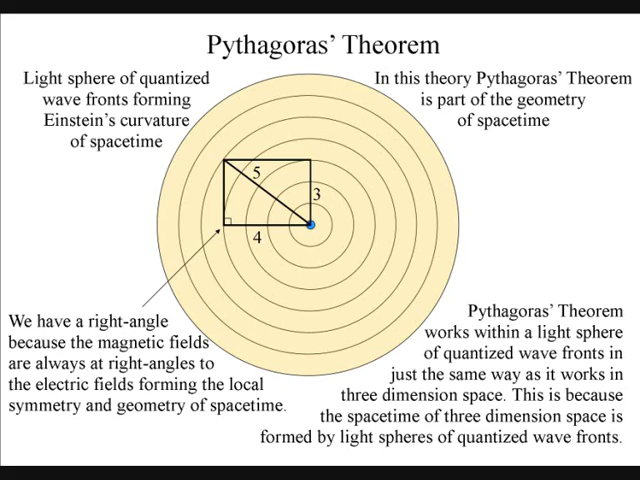 Pythagoras’ Theorem
Light sphere of quantized
wave fronts forming
Einstein’s curvature
of spacetime
In this theory Pythagoras’ Theorem
is part of the geometry
of spacetime
5
3
4
We have a right-angle
because the magnetic fields
are always at right-angles to
the electric fields forming the local
symmetry and geometry of spacetime.
Pythagoras’ Theorem
works within a light sphere
of quantized wave fronts in
just the same way as it works in
three dimension space. This is because
the spacetime of three dimension space is
formed by light spheres of quantized wave fronts.